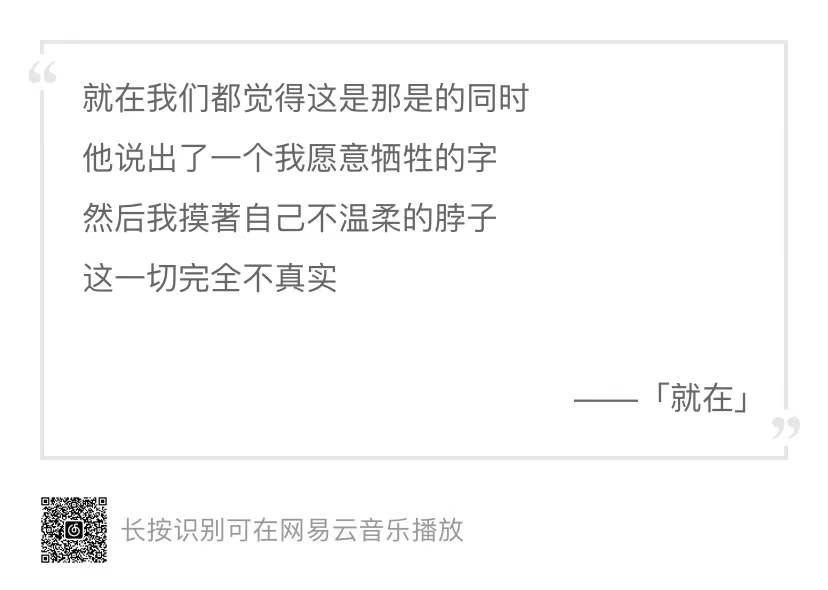 “
就在我们都觉得这是那是的同时
他说出了一个我愿意牺牲的字
然后我摸著自己不温柔的脖子
这一切完全不真实
——「就在」
”
长按识别可在网易云音乐播放